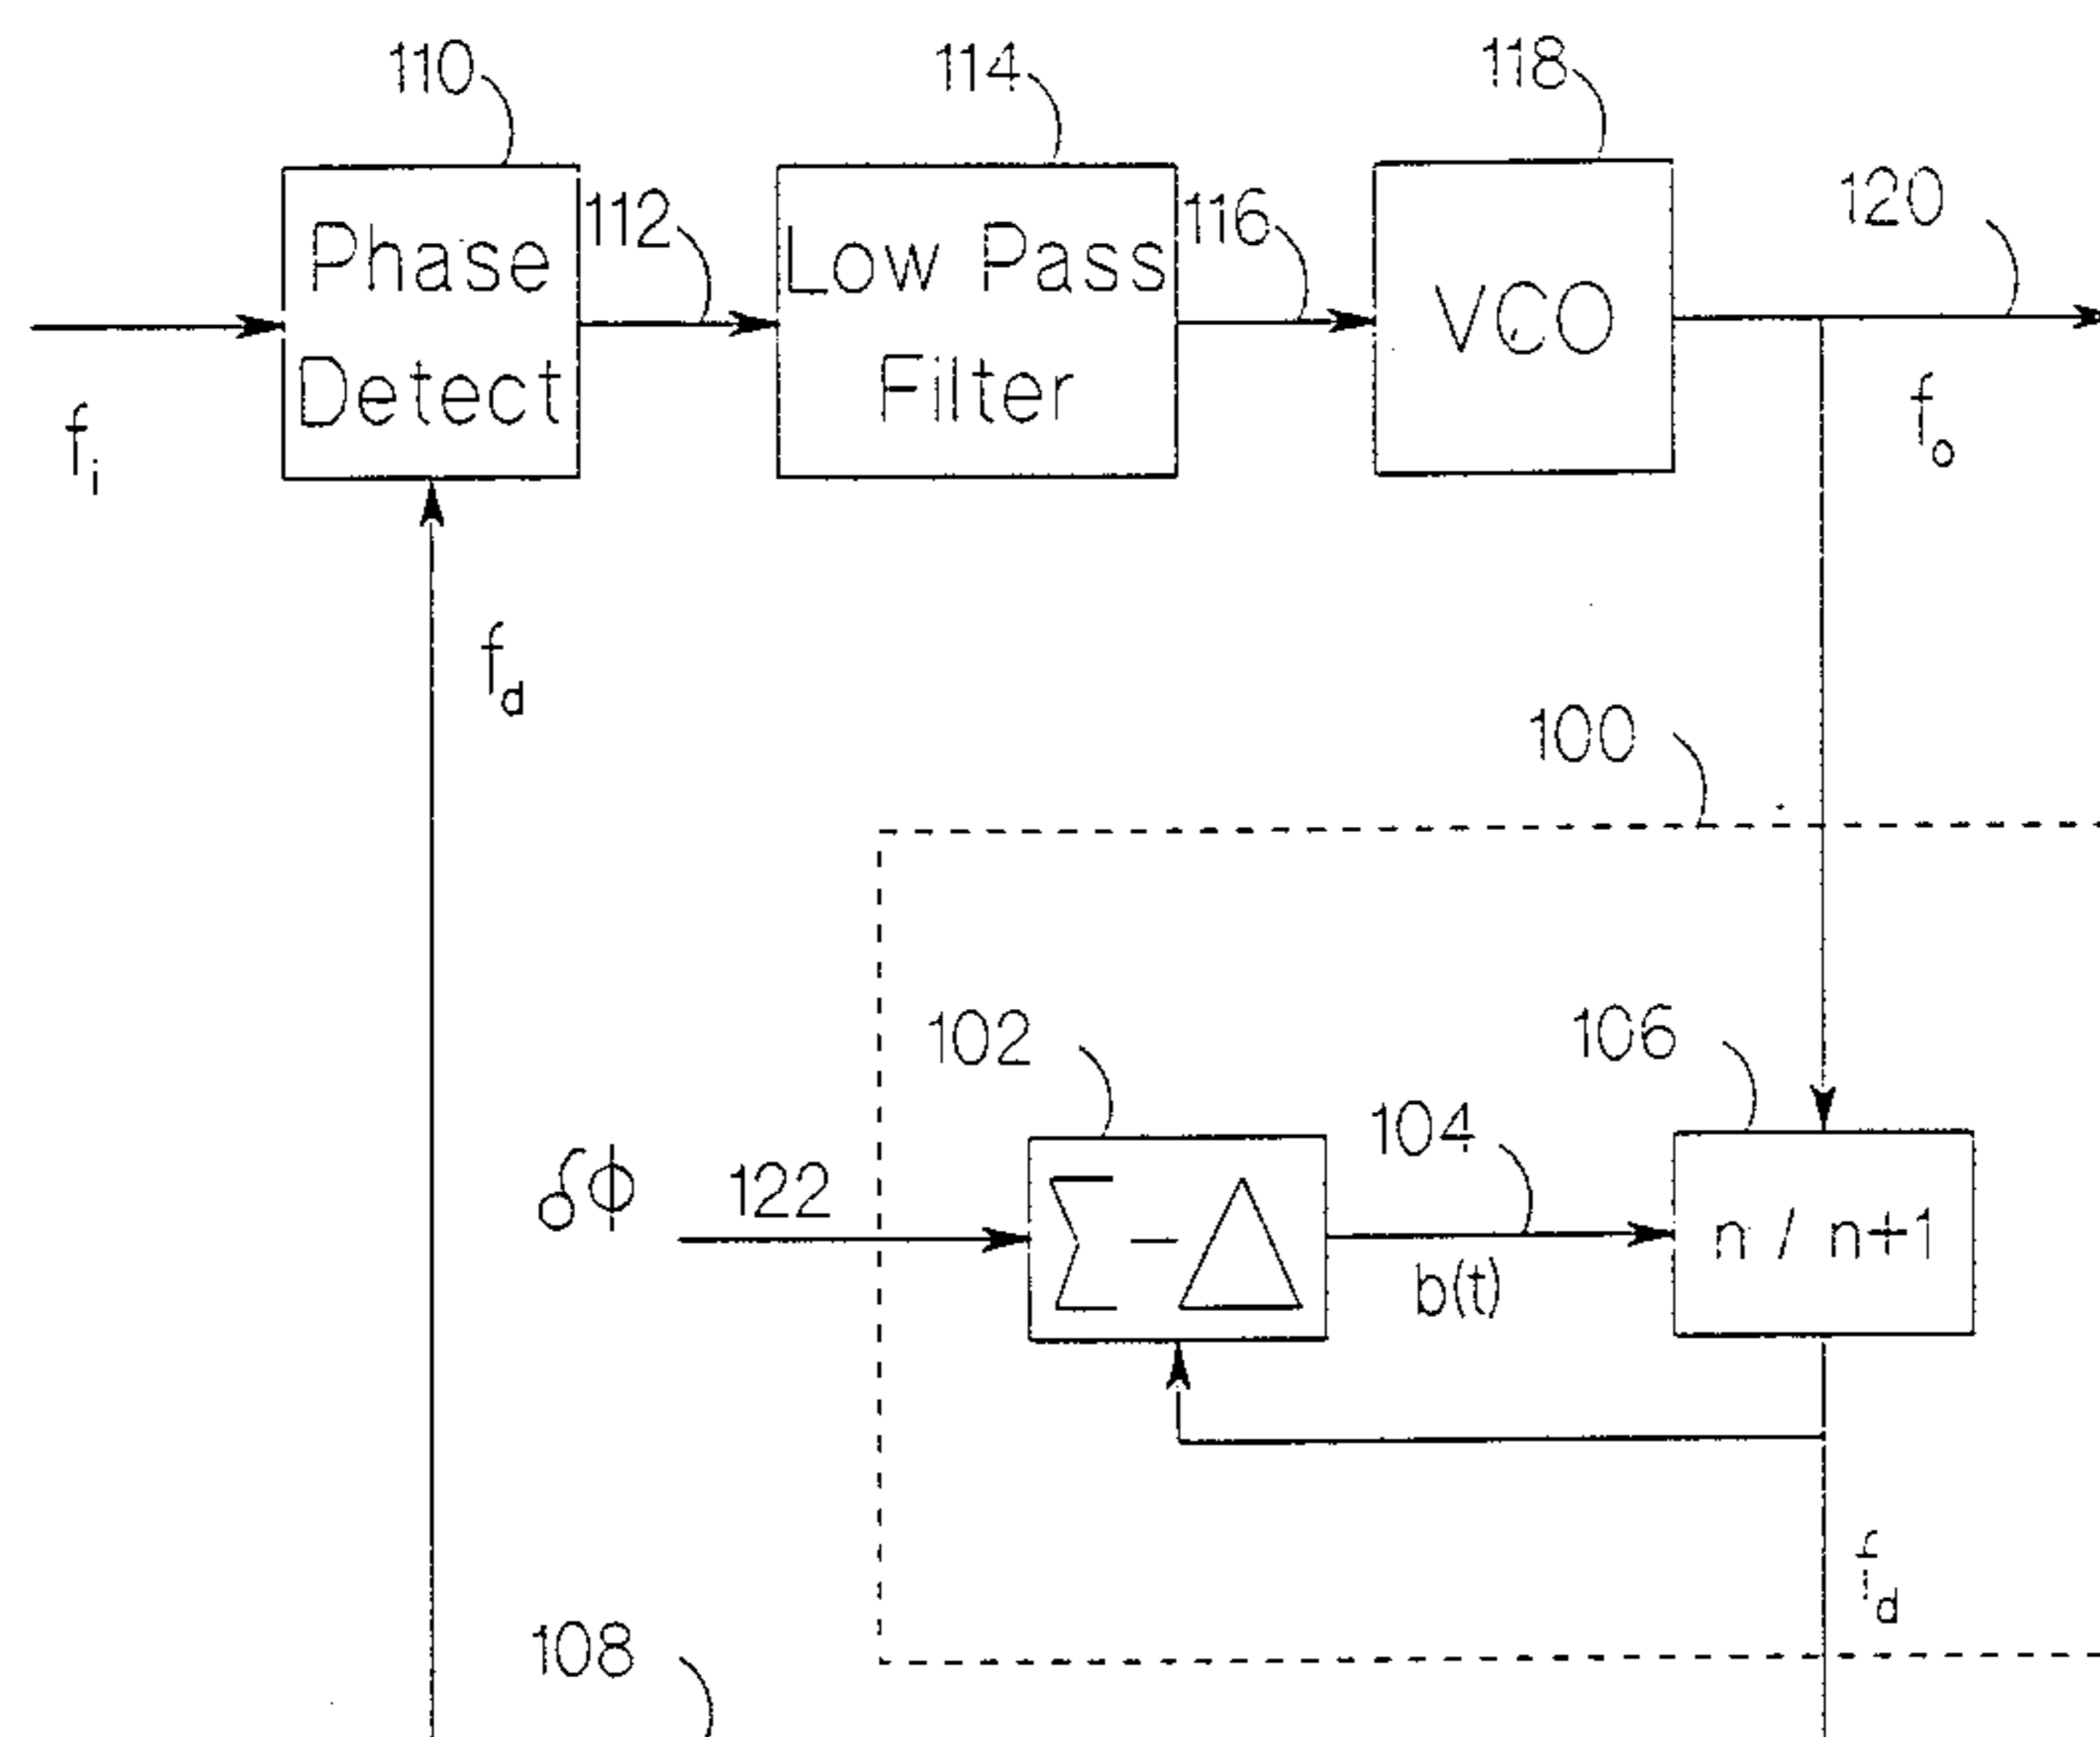 110
114
118
120
112
116
Phase
Detect
Low Pass
Filter
VCO
f_i
f_o
f_d
100
102
106
104
δφ
122
Σ-Δ
n / n+1
b(t)
f_d
108